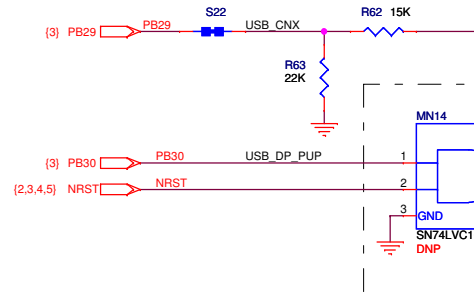 S22
R62 15K
{3} PB29 PB29 USB_CNX
R63
22K
MN14
{3} PB30 PB30 USB_DP_PUP 1
{2,3,4,5} NRST NRST 2
3 GND
SN74LVC1
DNP